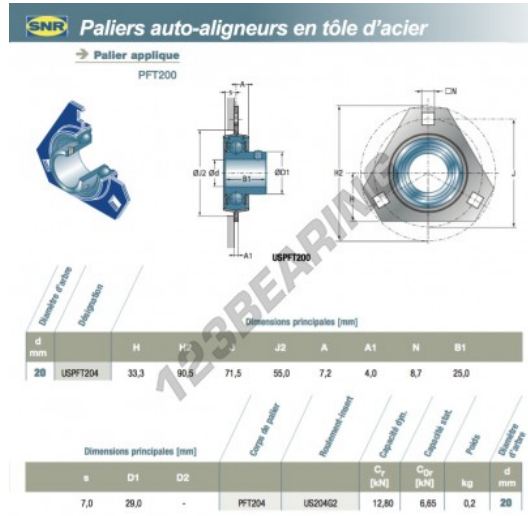 SNR Paliers auto-aligneurs en tôle d'acier
Palier applique
PFT200
A
s
□N
ØJ2 Ød
B1
ØD1
H2
H
L
A1
USPFT200
123BEARING
Diamètre d'arbre
Désignation
Dimensions principales [mm]
d mm H H2 J J2 A A1 N B1
20 USPFT204 33,3 90,5 71,5 55,0 7,2 4,0 8,7 25,0
Dimensions principales [mm]
Corps de palier
Roulement-insert
Capacité dyn.
Capacité stat.
Poids
Diamètre d'arbre
s D1 D2 Cr [kN] C0r [kN] kg d mm
7,0 29,0 - PFT204 US204G2 12,80 6,65 0,2 20